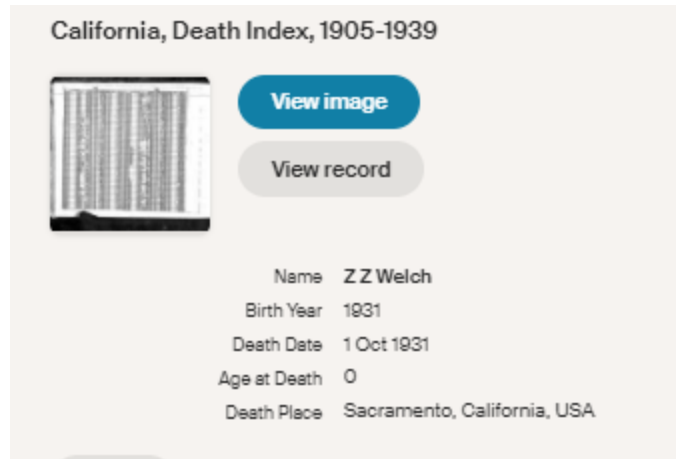 California, Death Index, 1905-1939
View image
View record
Name Z Z Welch
Birth Year 1931
Death Date 1 Oct 1931
Age at Death 0
Death Place Sacramento, California, USA